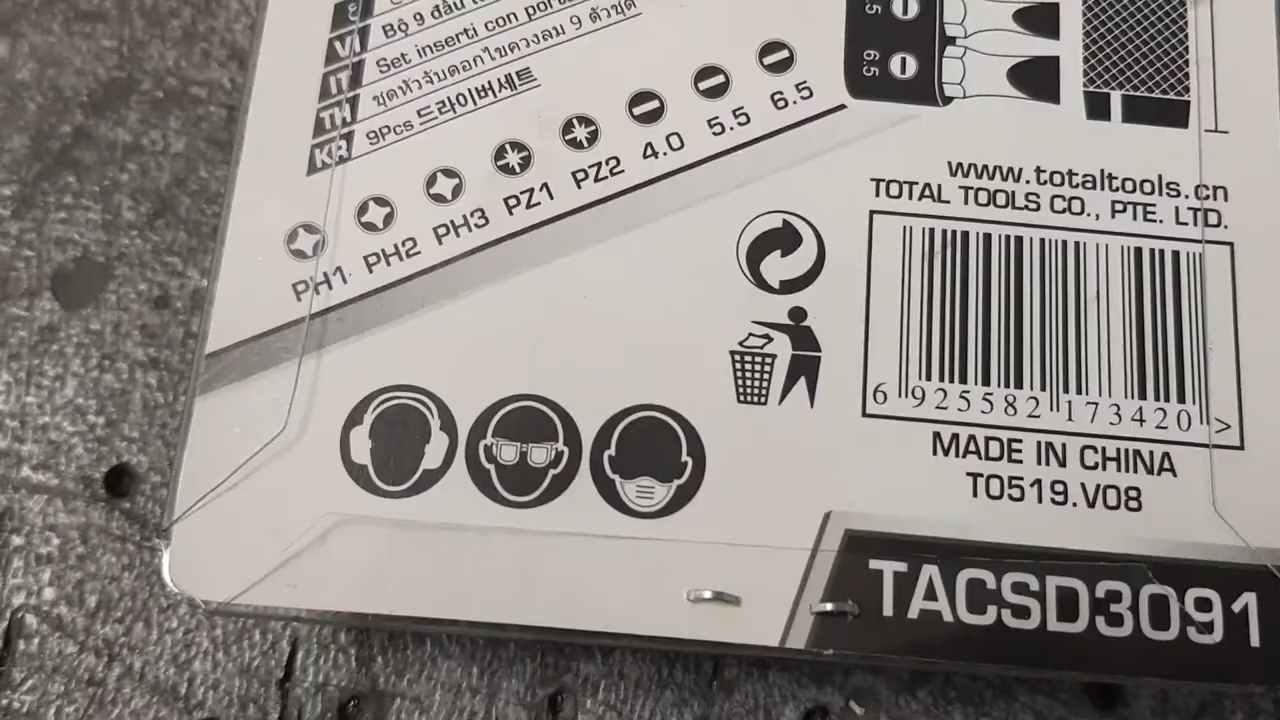 VI Bộ 9 đầu
IT Set inserti con
TH ชุดหัวจับดอกไขควงลม 9 ตัวชุด
KR 9Pcs 드라이버세트
PH1 PH2 PH3 PZ1 PZ2 4.0 5.5 6.5
6.5
www.totaltools.cn
TOTAL TOOLS CO., PTE. LTD.
6 925582 173420 >
MADE IN CHINA
T0519.V08
TACSD3091